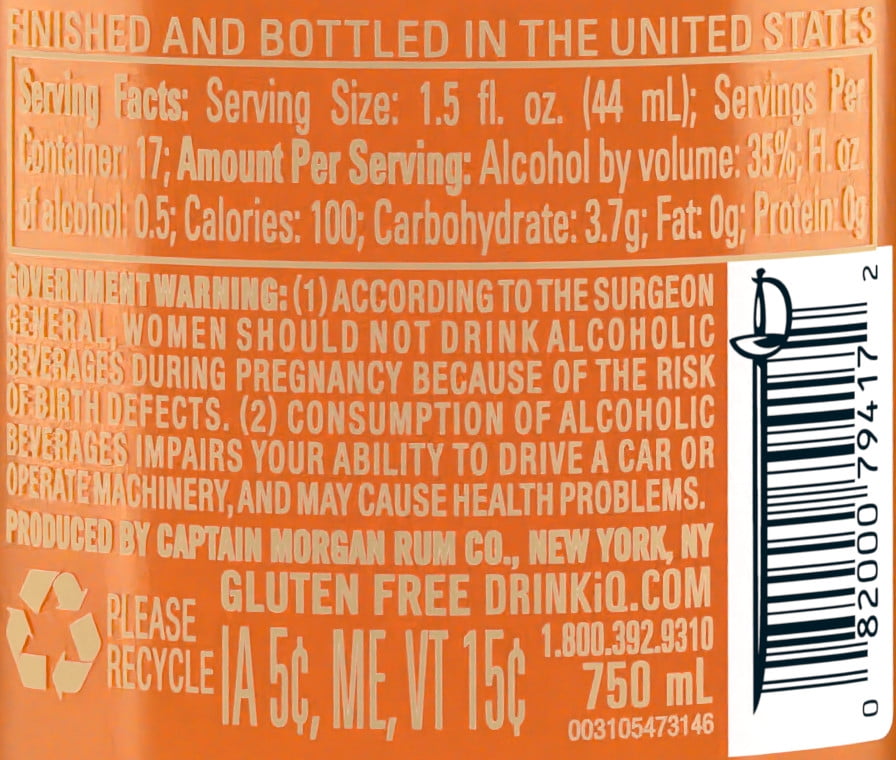 FINISHED AND BOTTLED IN THE UNITED STATES
Serving Facts: Serving Size: 1.5 fl. oz. (44 mL); Servings Per
Container: 17; Amount Per Serving: Alcohol by volume: 35%; Fl. oz.
of alcohol: 0.5; Calories: 100; Carbohydrate: 3.7g; Fat: 0g; Protein: 0g
GOVERNMENT WARNING: (1) ACCORDING TO THE SURGEON
GENERAL, WOMEN SHOULD NOT DRINK ALCOHOLIC
BEVERAGES DURING PREGNANCY BECAUSE OF THE RISK
OF BIRTH DEFECTS. (2) CONSUMPTION OF ALCOHOLIC
BEVERAGES IMPAIRS YOUR ABILITY TO DRIVE A CAR OR
OPERATE MACHINERY, AND MAY CAUSE HEALTH PROBLEMS.
PRODUCED BY CAPTAIN MORGAN RUM CO., NEW YORK, NY
GLUTEN FREE DRINKiQ.COM
PLEASE
RECYCLE
IA 5¢, ME, VT 15¢
1.800.392.9310
750 mL
003105473146
0 82000 79417 2